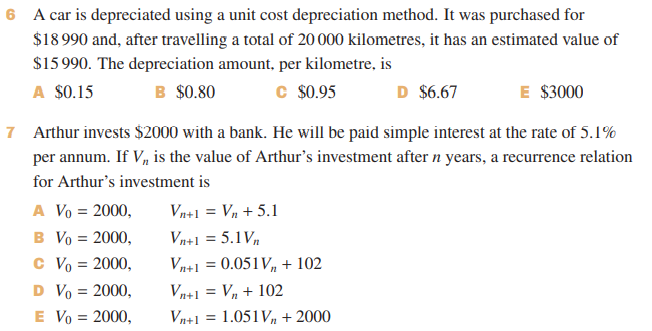 6 A car is depreciated using a unit cost depreciation method. It was purchased for
$18 990 and, after travelling a total of 20 000 kilometres, it has an estimated value of
$15 990. The depreciation amount, per kilometre, is
A $0.15 B $0.80 C $0.95 D $6.67 E $3000
7 Arthur invests $2000 with a bank. He will be paid simple interest at the rate of 5.1%
per annum. If Vₙ is the value of Arthur’s investment after n years, a recurrence relation
for Arthur’s investment is
A V₀ = 2000, Vₙ₊₁ = Vₙ + 5.1
B V₀ = 2000, Vₙ₊₁ = 5.1Vₙ
C V₀ = 2000, Vₙ₊₁ = 0.051Vₙ + 102
D V₀ = 2000, Vₙ₊₁ = Vₙ + 102
E V₀ = 2000, Vₙ₊₁ = 1.051Vₙ + 2000